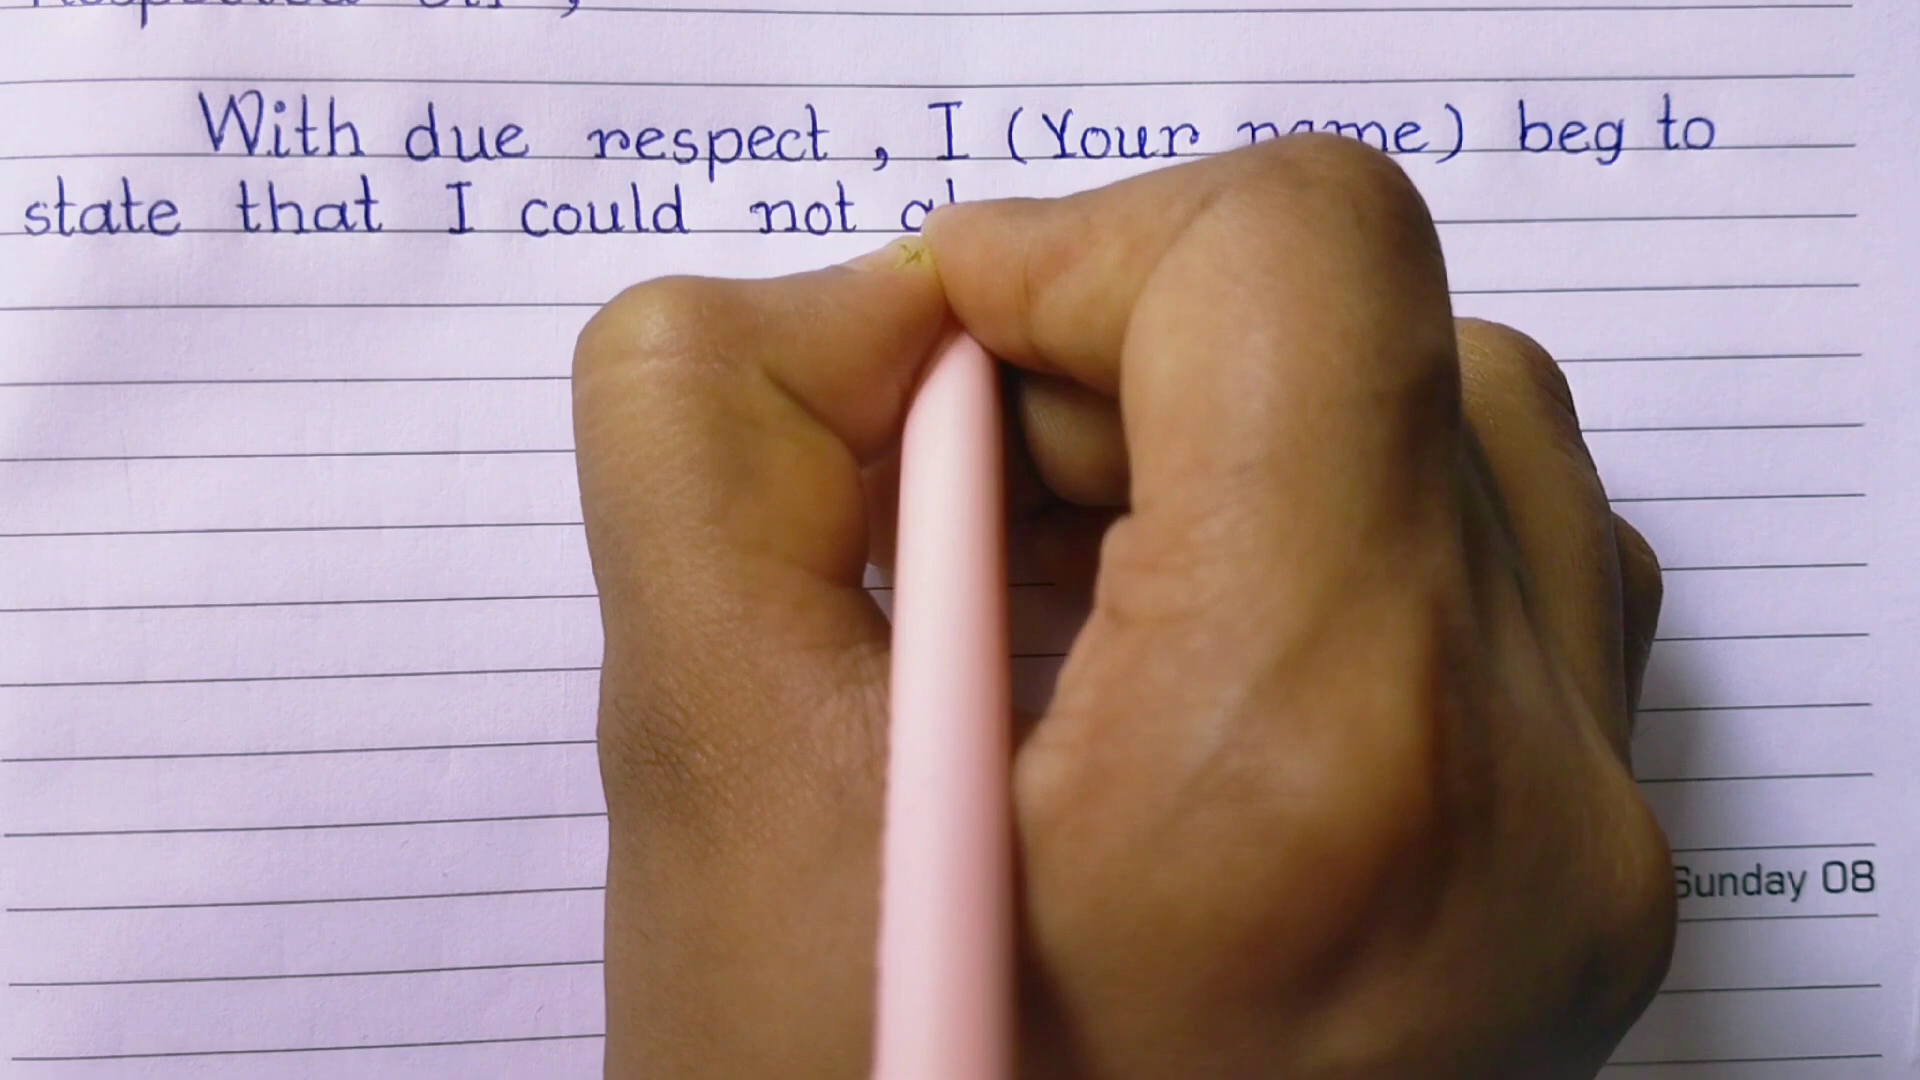 With due respect, I (Your name) beg to
state that I could not
Sunday 08